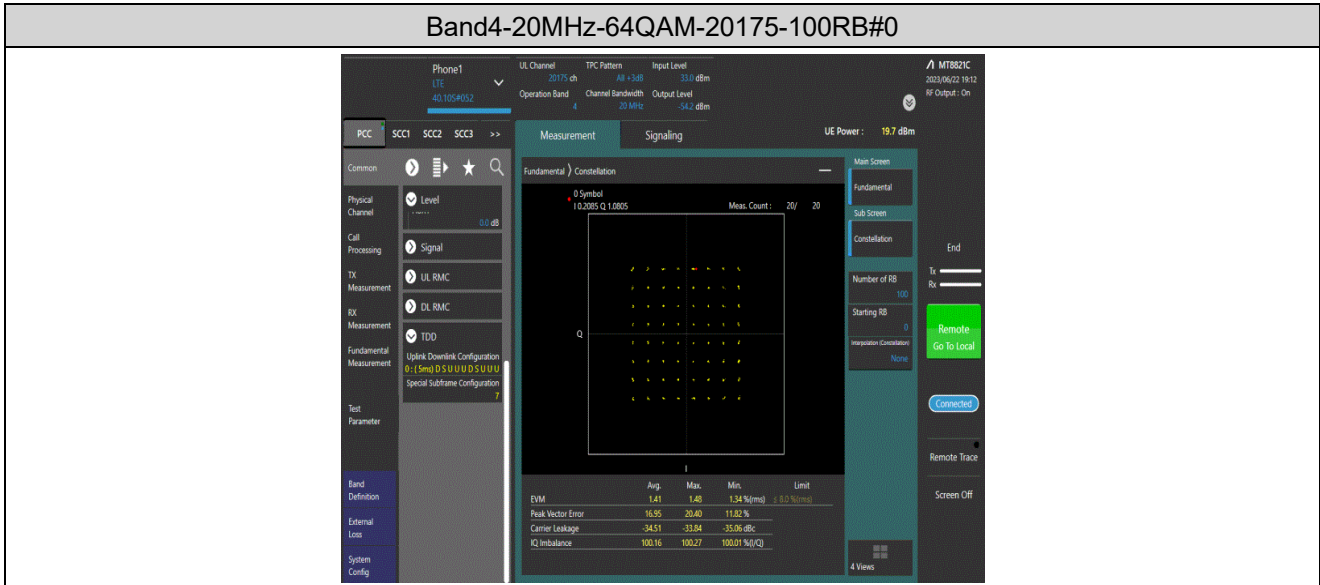 Band4-20MHz-64QAM-20175-100RB#0
Phone1
LTE
40.10S#052
UL Channel TPC Pattern Input Level
20175 ch All +3dB 33.0 dBm
Operation Band Channel Bandwidth Output Level
4 20 MHz -54.2 dBm
MT8821C
2023/06/22 19:12
RF Output : On
PCC SCC1 SCC2 SCC3 >>
Measurement Signaling
UE Power : 19.7 dBm
Common
Physical
Channel
Call
Processing
TX
Measurement
RX
Measurement
Fundamental
Measurement
Test
Parameter
Band
Definition
External
Loss
System
Config
Level
0.0 dB
Signal
UL RMC
DL RMC
TDD
Uplink Downlink Configuration
0 : ( 5ms) D S U U U D S U U U
Special Subframe Configuration
7
Fundamental 〉 Constellation
0 Symbol
I 0.2085 Q 1.0805 Meas. Count : 20/ 20
Q
I
Avg. Max. Min. Limit
EVM 1.41 1.48 1.34 %(rms) ≤ 8.0 %(rms)
Peak Vector Error 16.95 20.40 11.82 %
Carrier Leakage -34.51 -33.84 -35.06 dBc
IQ Imbalance 100.16 100.27 100.01 %(I/Q)
Main Screen
Fundamental
Sub Screen
Constellation
Number of RB
100
Starting RB
0
Interpolation (Constellation)
None
4 Views
End
Tx
Rx
Remote
Go To Local
Connected
Remote Trace
Screen Off